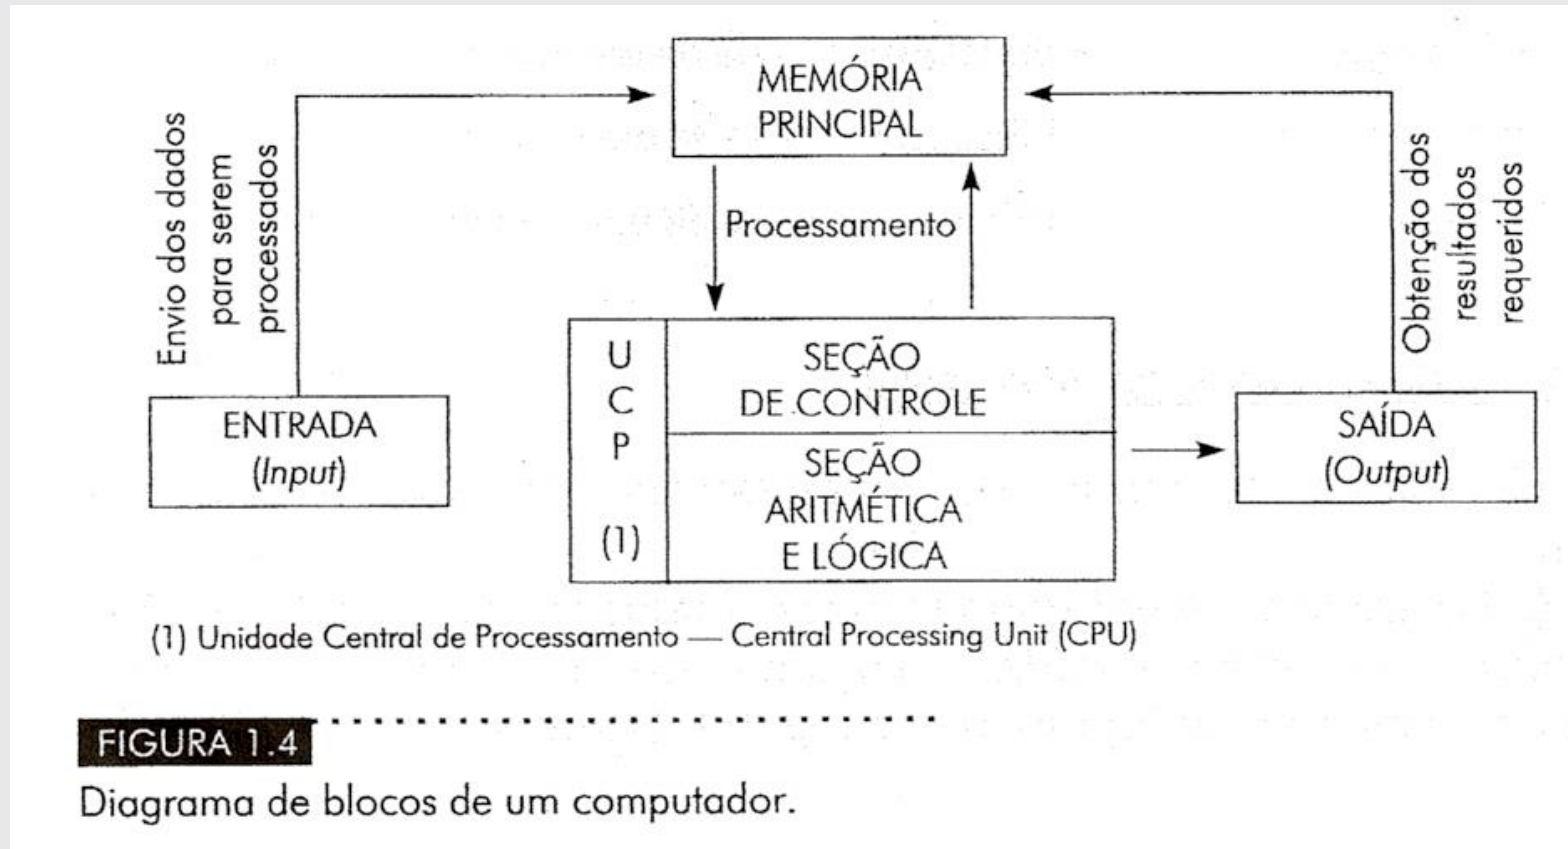 MEMÓRIA
PRINCIPAL
Envio dos dados
para serem
processados
Processamento
Obtenção dos
resultados
requeridos
ENTRADA
(Input)
U
C
P
(1)
SEÇÃO
DE CONTROLE
SEÇÃO
ARITMÉTICA
E LÓGICA
SAÍDA
(Output)
(1) Unidade Central de Processamento — Central Processing Unit (CPU)
FIGURA 1.4
Diagrama de blocos de um computador.